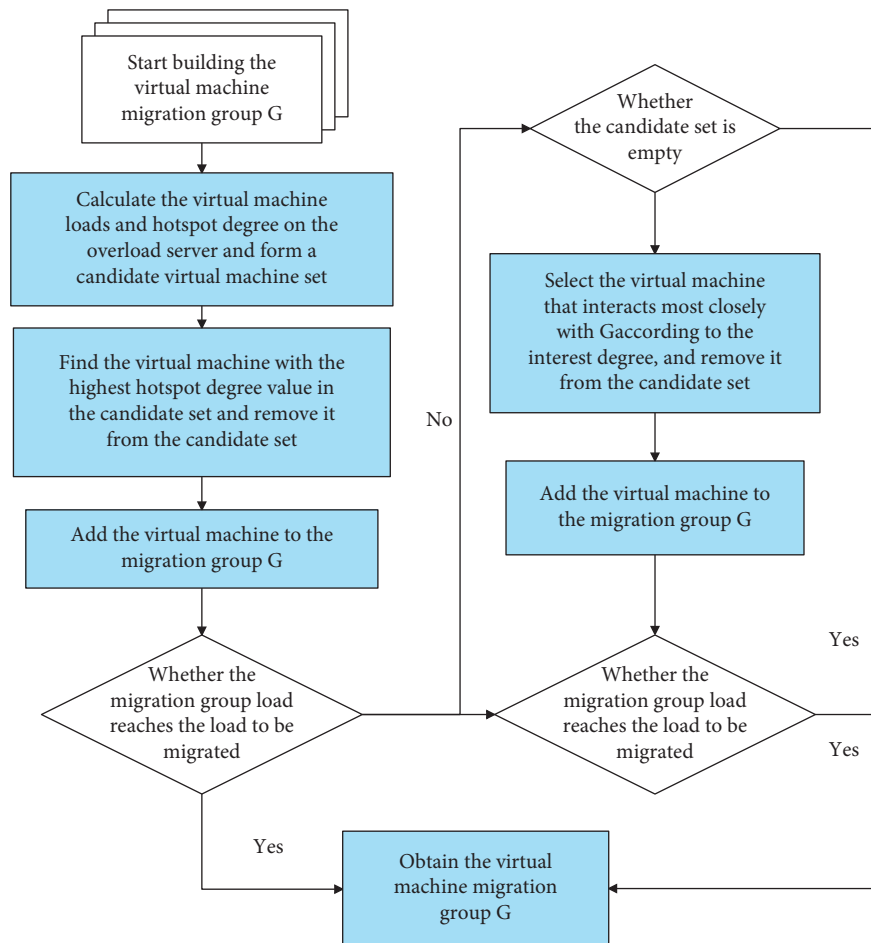 Start building the
virtual machine
migration group G
Calculate the virtual machine
loads and hotspot degree on the
overload server and form a
candidate virtual machine set
Find the virtual machine with the
highest hotspot degree value in
the candidate set and remove it
from the candidate set
Add the virtual machine to the
migration group G
Whether the
migration group load
reaches the load to be
migrated
Yes
No
Whether
the candidate set is
empty
Select the virtual machine
that interacts most closely
with Gaccording to the
interest degree, and remove it
from the candidate set
Add the virtual machine to
the migration group G
Whether the
migration group load
reaches the load to be
migrated
Yes
Yes
Obtain the virtual
machine migration
group G